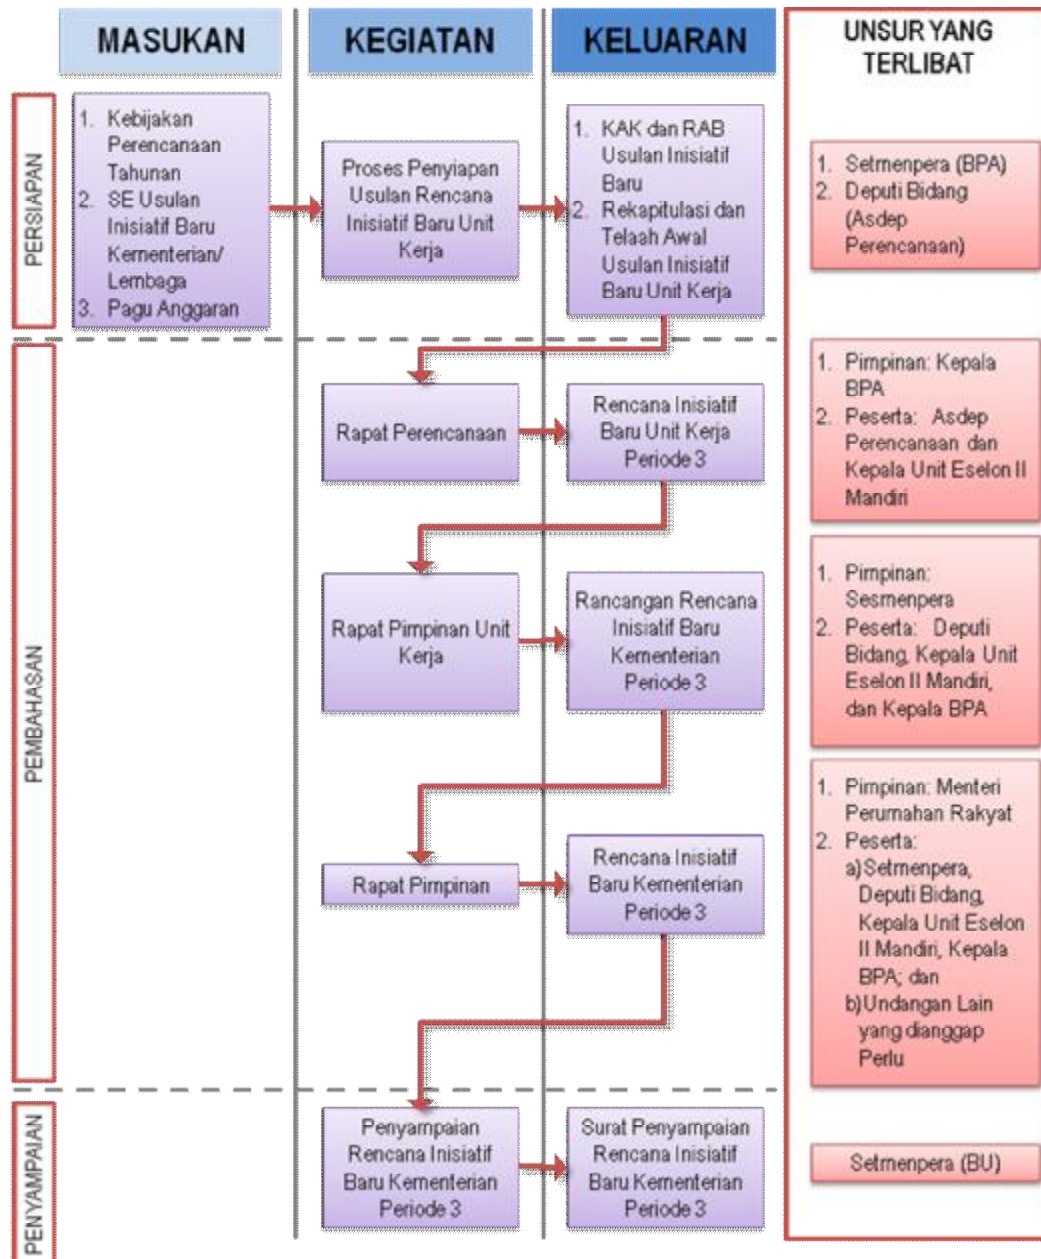 MASUKAN
KEGIATAN
KELUARAN
UNSUR YANG
TERLIBAT
PERSIAPAN
1. Kebijakan
Perencanaan
Tahunan
2. SE Usulan
Inisiatif Baru
Kementerian/
Lembaga
3. Pagu Anggaran
Proses Penyiapan
Usulan Rencana
Inisiatif Baru Unit
Kerja
1. KAK dan RAB
Usulan Inisiatif
Baru
2. Rekapitulasi dan
Telaah Awal
Usulan Inisiatif
Baru Unit Kerja
1. Setmenpera (BPA)
2. Deputi Bidang
(Asdep
Perencanaan)
PEMBAHASAN
Rapat Perencanaan
Rencana Inisiatif
Baru Unit Kerja
Periode 3
1. Pimpinan: Kepala
BPA
2. Peserta: Asdep
Perencanaan dan
Kepala Unit Eselon II
Mandiri
Rapat Pimpinan Unit
Kerja
Rancangan Rencana
Inisiatif Baru
Kementerian
Periode 3
1. Pimpinan:
Sesmenpera
2. Peserta: Deputi
Bidang, Kepala Unit
Eselon II Mandiri,
dan Kepala BPA
Rapat Pimpinan
Rencana Inisiatif
Baru Kementerian
Periode 3
1. Pimpinan: Menteri
Perumahan Rakyat
2. Peserta:
a)Setmenpera,
Deputi Bidang,
Kepala Unit Eselon
II Mandiri, Kepala
BPA; dan
b)Undangan Lain
yang dianggap
Perlu
PENYAMPAIAN
Penyampaian
Rencana Inisiatif
Baru Kementerian
Periode 3
Surat Penyampaian
Rencana Inisiatif
Baru Kementerian
Periode 3
Setmenpera (BU)